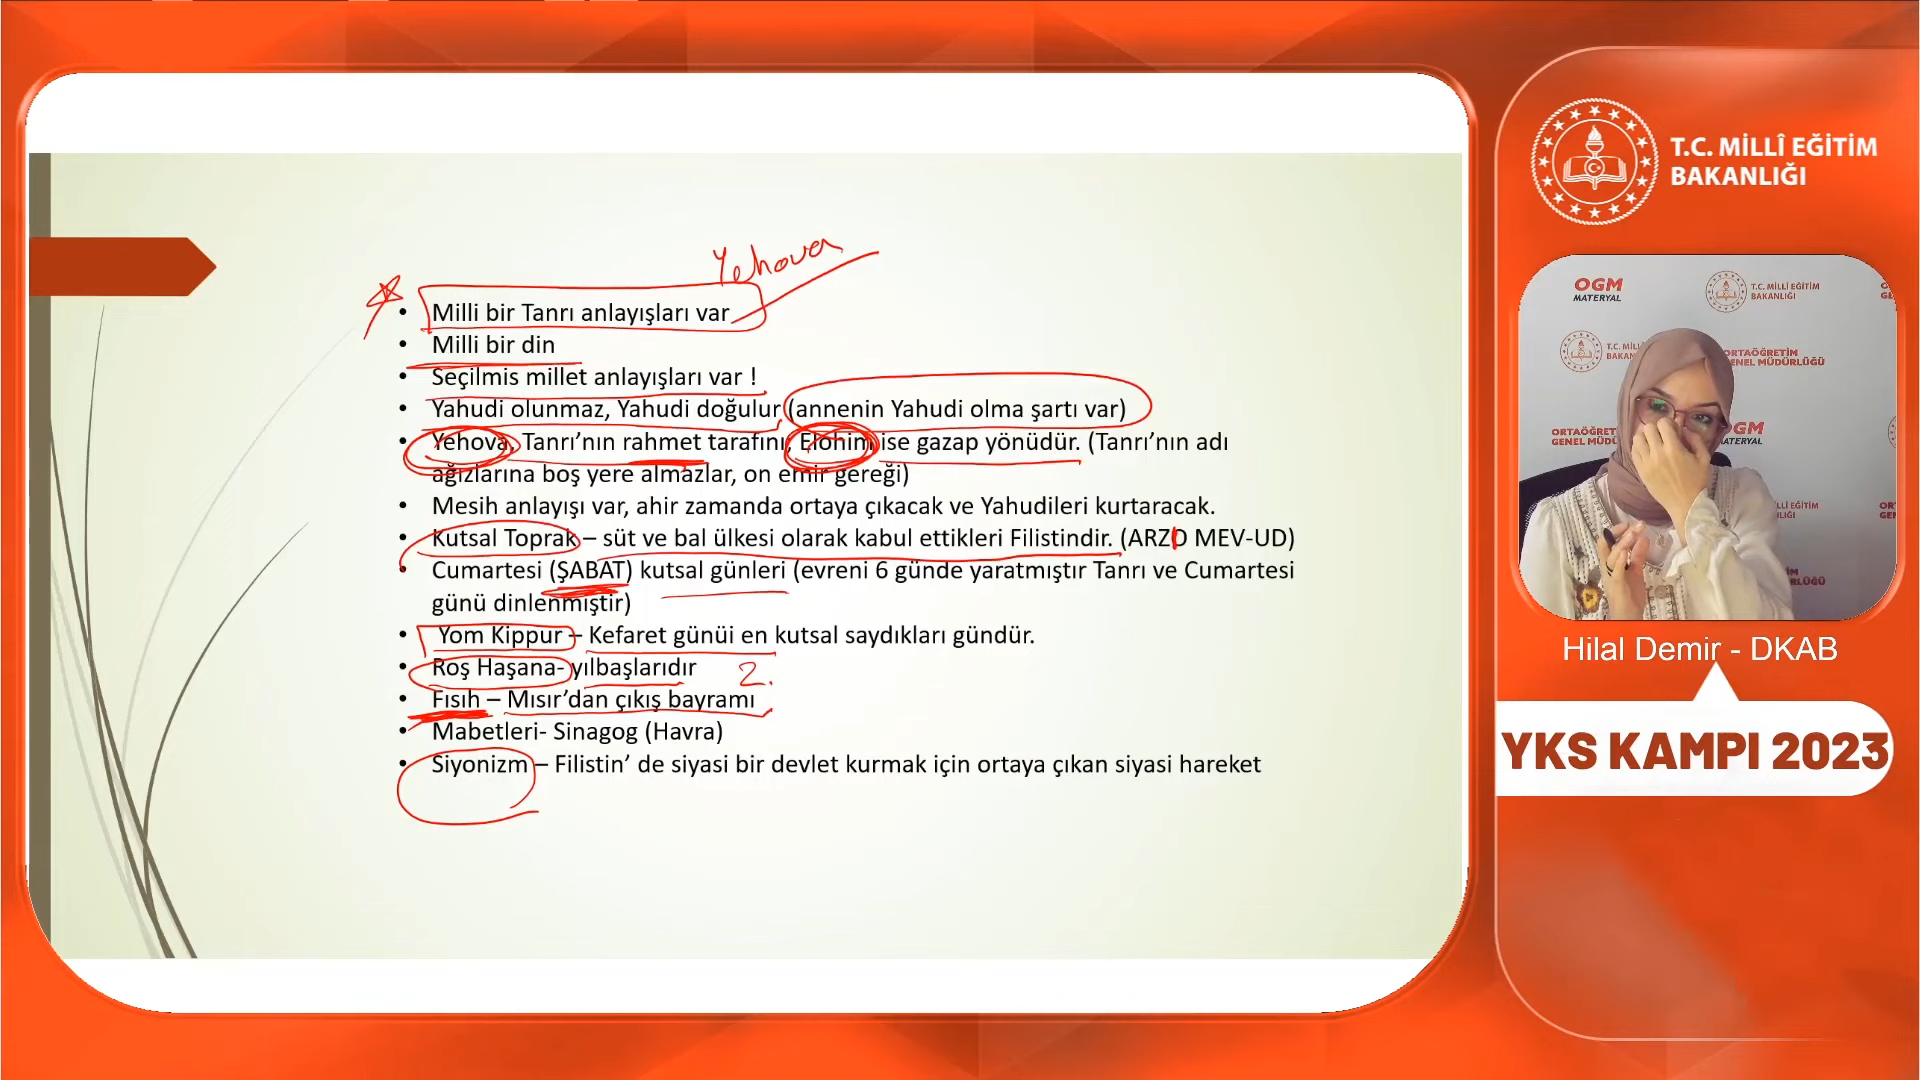 Yehova
• Milli bir Tanrı anlayışları var
• Milli bir din
• Seçilmis millet anlayışları var !
• Yahudi olunmaz, Yahudi doğulur (annenin Yahudi olma şartı var)
• Yehova, Tanrı’nın rahmet tarafını, Elohim ise gazap yönüdür. (Tanrı’nın adı
ağızlarına boş yere almazlar, on emir gereği)
• Mesih anlayışı var, ahir zamanda ortaya çıkacak ve Yahudileri kurtaracak.
• Kutsal Toprak – süt ve bal ülkesi olarak kabul ettikleri Filistindir. (ARZI MEV-UD)
• Cumartesi (ŞABAT) kutsal günleri (evreni 6 günde yaratmıştır Tanrı ve Cumartesi
günü dinlenmiştir)
• Yom Kippur – Kefaret günüi en kutsal saydıkları gündür.
• Roş Haşana- yılbaşlarıdır 2.
• Fısıh – Mısır’dan çıkış bayramı
• Mabetleri- Sinagog (Havra)
• Siyonizm – Filistin’ de siyasi bir devlet kurmak için ortaya çıkan siyasi hareket
T.C. MİLLÎ EĞİTİM
BAKANLIĞI
OGM
MATERYAL
T.C. MİLLÎ EĞİTİM
BAKANLIĞI
ORTAÖĞRETİM
GENEL MÜDÜRLÜĞÜ
Hilal Demir - DKAB
YKS KAMPI 2023